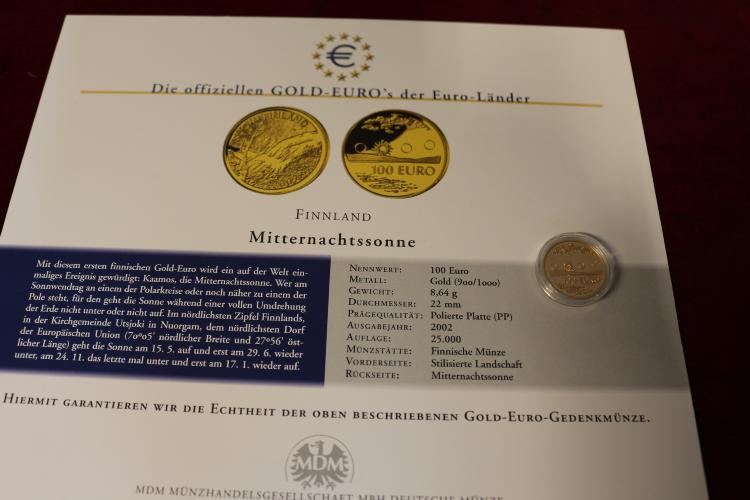 €
Die offiziellen GOLD-EURO's der Euro-Länder
FINNLAND
100 EURO
FINNLAND
Mitternachtssonne
Mit diesem ersten finnischen Gold-Euro wird ein auf der Welt ein-
maliges Ereignis gewürdigt: Kaamos, die Mitternachtssonne. Wer am
Sonnwendtag an einem der Polarkreise oder noch näher zu einem der
Pole steht, für den geht die Sonne während einer vollen Umdrehung
der Erde nicht unter oder nicht auf. Im nördlichsten Zipfel Finnlands,
in der Kirchgemeinde Utsjoki in Nuorgam, dem nördlichsten Dorf
der Europäischen Union (70°05' nördlicher Breite und 27°56' öst-
licher Länge) geht die Sonne am 15. 5. auf und erst am 29. 6. wieder
unter, am 24. 11. das letzte mal unter und erst am 17. 1. wieder auf.
NENNWERT: 100 Euro
METALL: Gold (900/1000)
GEWICHT: 8,64 g
DURCHMESSER: 22 mm
PRÄGEQUALITÄT: Polierte Platte (PP)
AUSGABEJAHR: 2002
AUFLAGE: 25.000
MÜNZSTÄTTE: Finnische Münze
VORDERSEITE: Stilisierte Landschaft
RÜCKSEITE: Mitternachtssonne
HIERMIT GARANTIEREN WIR DIE ECHTHEIT DER OBEN BESCHRIEBENEN GOLD-EURO-GEDENKMÜNZE.
MDM
MDM MÜNZHANDELSGESELLSCHAFT MBH DEUTSCHE MÜNZE